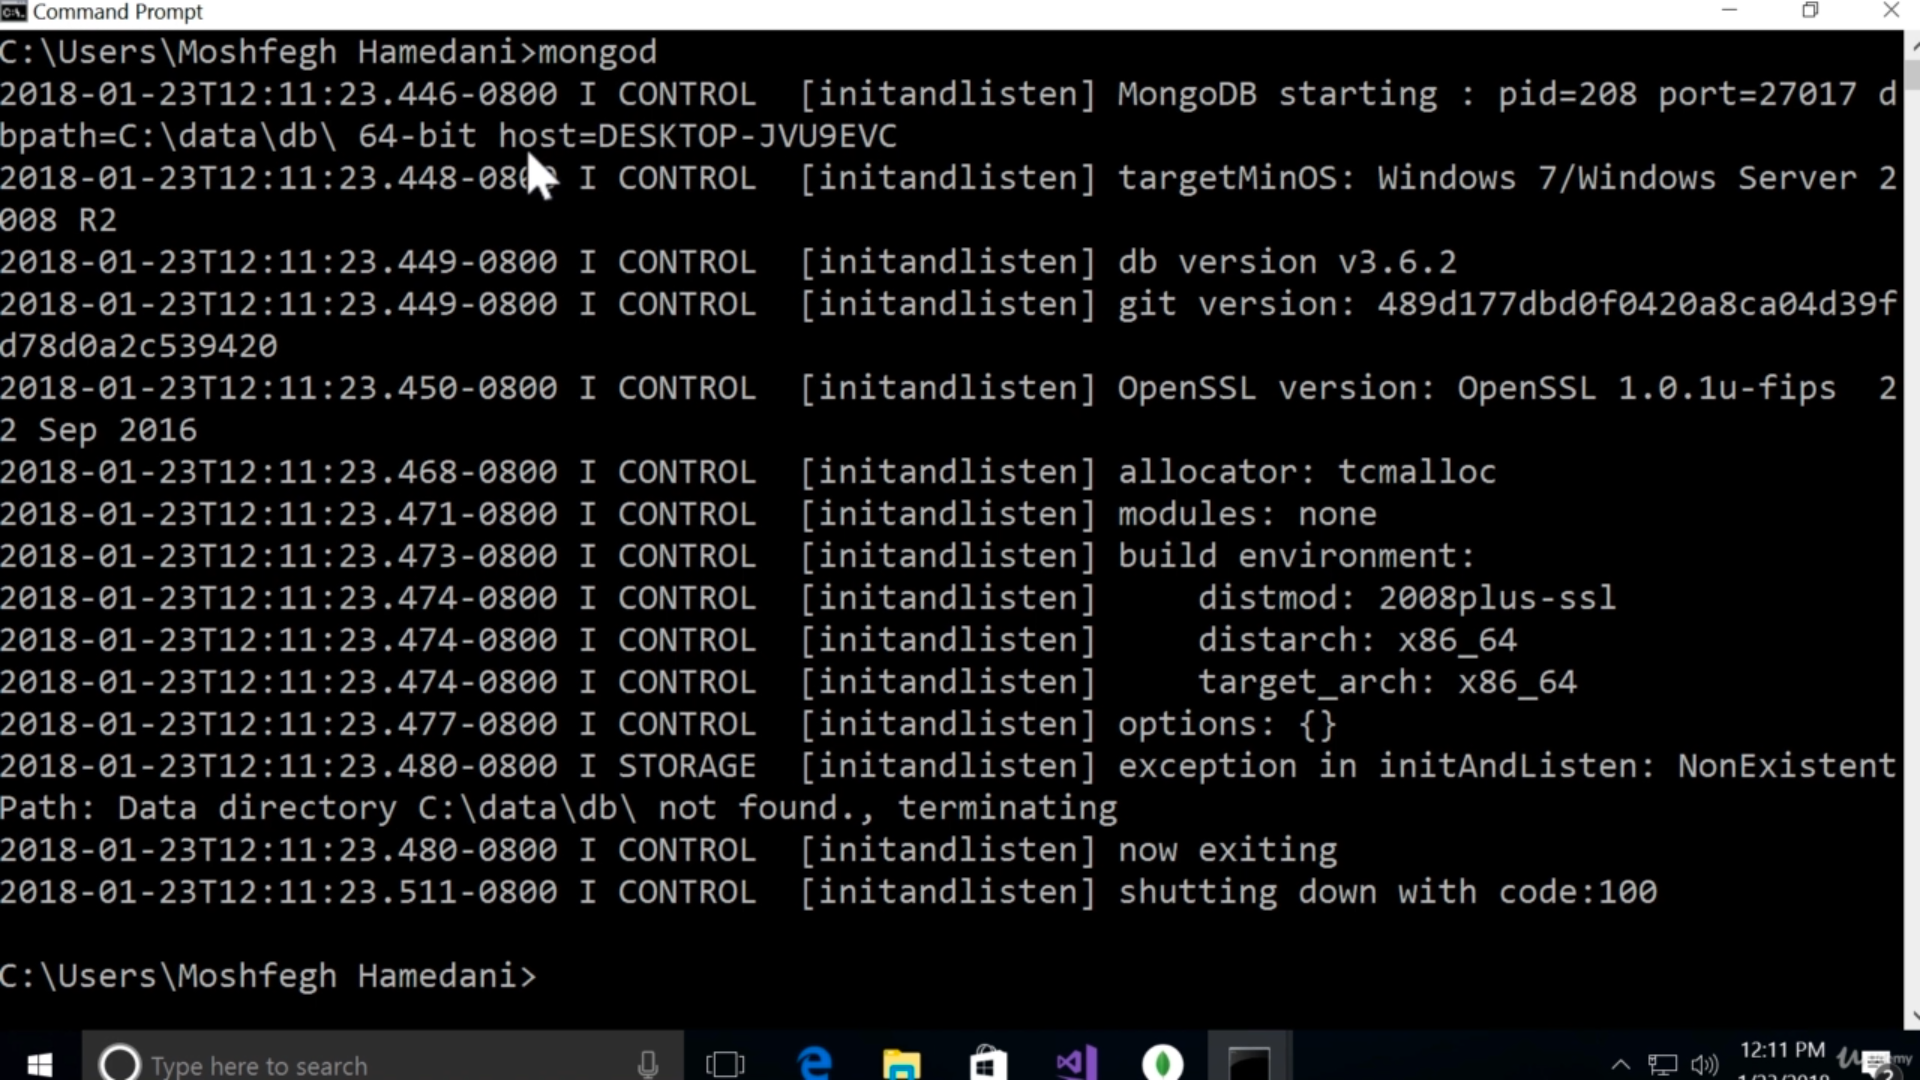 Command Prompt
C:\Users\Moshfegh Hamedani>mongod
2018-01-23T12:11:23.446-0800 I CONTROL  [initandlisten] MongoDB starting : pid=208 port=27017 d
bpath=C:\data\db\ 64-bit host=DESKTOP-JVU9EVC
2018-01-23T12:11:23.448-0800 I CONTROL  [initandlisten] targetMinOS: Windows 7/Windows Server 2
008 R2
2018-01-23T12:11:23.449-0800 I CONTROL  [initandlisten] db version v3.6.2
2018-01-23T12:11:23.449-0800 I CONTROL  [initandlisten] git version: 489d177dbd0f0420a8ca04d39f
d78d0a2c539420
2018-01-23T12:11:23.450-0800 I CONTROL  [initandlisten] OpenSSL version: OpenSSL 1.0.1u-fips  2
2 Sep 2016
2018-01-23T12:11:23.468-0800 I CONTROL  [initandlisten] allocator: tcmalloc
2018-01-23T12:11:23.471-0800 I CONTROL  [initandlisten] modules: none
2018-01-23T12:11:23.473-0800 I CONTROL  [initandlisten] build environment:
2018-01-23T12:11:23.474-0800 I CONTROL  [initandlisten]     distmod: 2008plus-ssl
2018-01-23T12:11:23.474-0800 I CONTROL  [initandlisten]     distarch: x86_64
2018-01-23T12:11:23.474-0800 I CONTROL  [initandlisten]     target_arch: x86_64
2018-01-23T12:11:23.477-0800 I CONTROL  [initandlisten] options: {}
2018-01-23T12:11:23.480-0800 I STORAGE  [initandlisten] exception in initAndListen: NonExistent
Path: Data directory C:\data\db\ not found., terminating
2018-01-23T12:11:23.480-0800 I CONTROL  [initandlisten] now exiting
2018-01-23T12:11:23.511-0800 I CONTROL  [initandlisten] shutting down with code:100
C:\Users\Moshfegh Hamedani>
Type here to search
12:11 PM